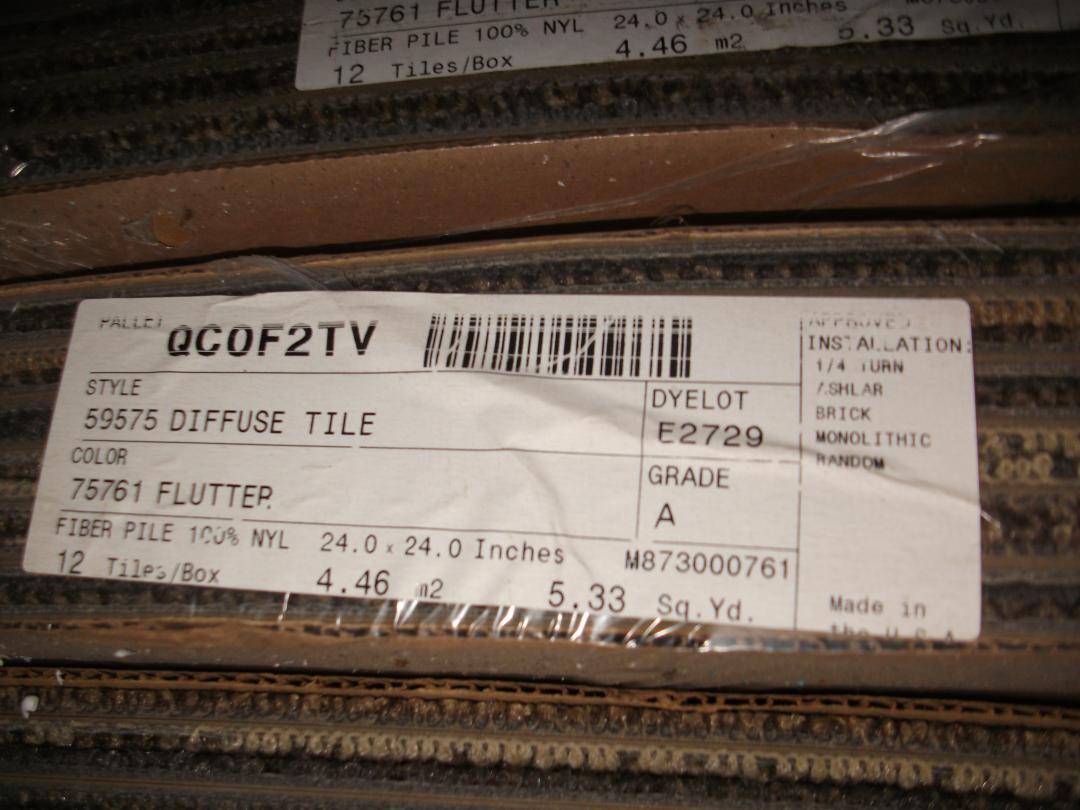 75761 FLUTTER
FIBER PILE 100% NYL 24.0 x 24.0 Inches
12 Tiles/Box 4.46 m2 5.33 Sq.Yd.
PALLET QC0F2TV
STYLE
59575 DIFFUSE TILE
DYELOT
E2729
COLOR
75761 FLUTTER
GRADE
A
FIBER PILE 100% NYL 24.0 x 24.0 Inches M873000761
12 Tiles/Box 4.46 m2 5.33 Sq.Yd.
APPROVED
INSTALLATION:
1/4 TURN
ASHLAR
BRICK
MONOLITHIC
RANDOM
Made in
the U.S.A